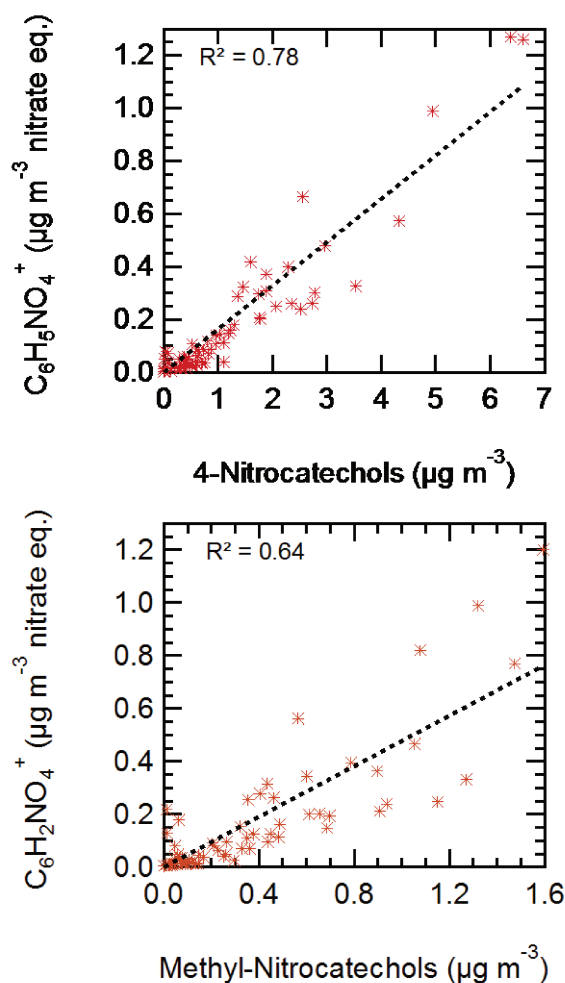 R² = 0.78
C₆H₅NO₄⁺ (µg m⁻³ nitrate eq.)
1.2
1.0
0.8
0.6
0.4
0.2
0.0
0 1 2 3 4 5 6 7
4-Nitrocatechols (µg m⁻³)
R² = 0.64
C₆H₂NO₄⁺ (µg m⁻³ nitrate eq.)
1.2
1.0
0.8
0.6
0.4
0.2
0.0
0.0 0.4 0.8 1.2 1.6
Methyl-Nitrocatechols (µg m⁻³)